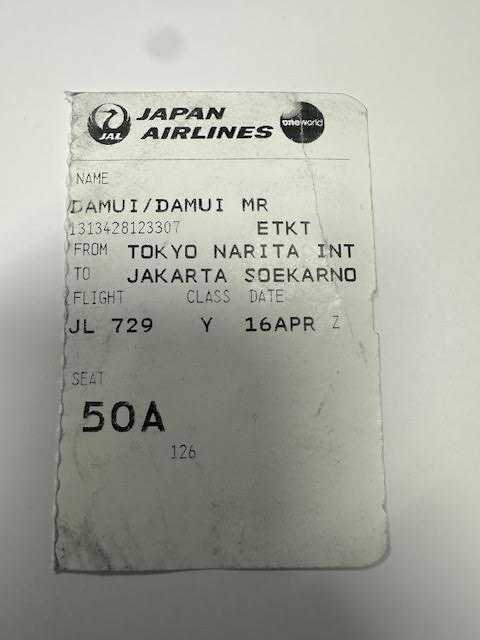 JAL
JAPAN
AIRLINES
oneworld
NAME
DAMUI/DAMUI MR
1313428123307 ETKT
FROM TOKYO NARITA INT
TO JAKARTA SOEKARNO
FLIGHT CLASS DATE
JL 729 Y 16APR Z
SEAT
50A
126